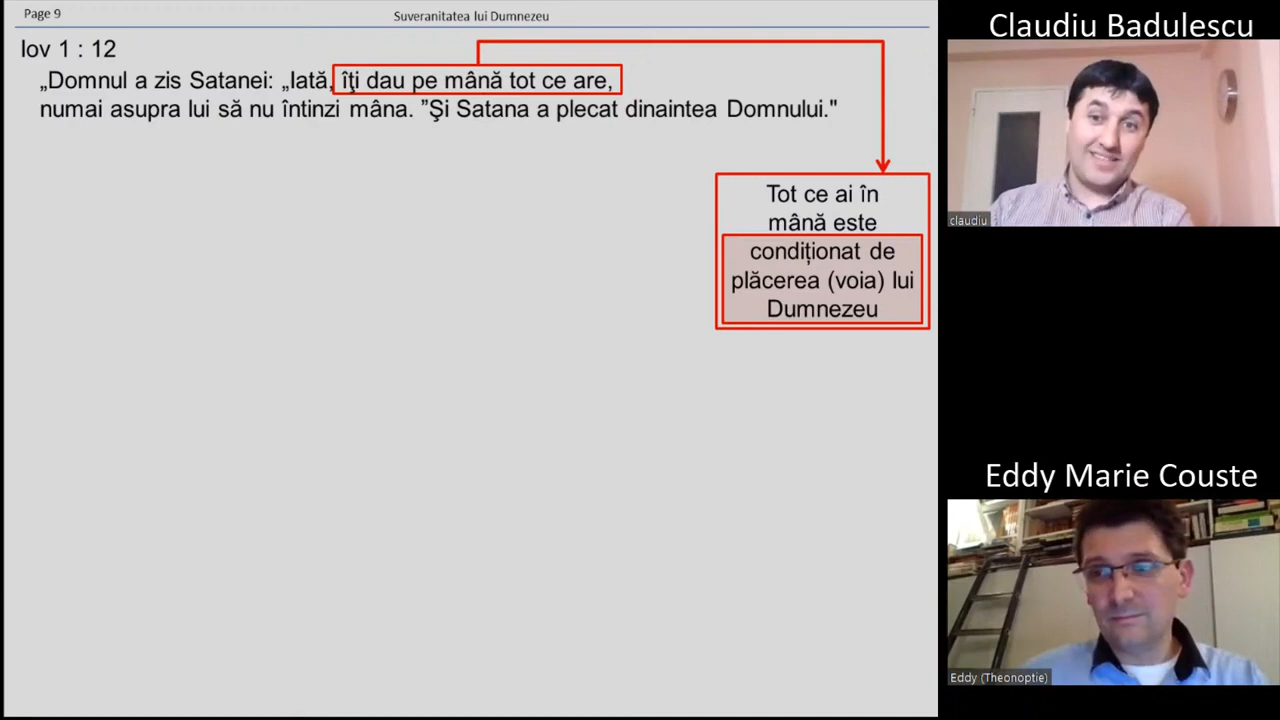 Page 9
Suveranitatea lui Dumnezeu
Iov 1 : 12
„Domnul a zis Satanei: „Iată, îţi dau pe mână tot ce are,
numai asupra lui să nu întinzi mâna. ”Şi Satana a plecat dinaintea Domnului."
Tot ce ai în
mână este
condiționat de
plăcerea (voia) lui
Dumnezeu
Claudiu Badulescu
claudiu
Eddy Marie Couste
Eddy (Theonoptie)